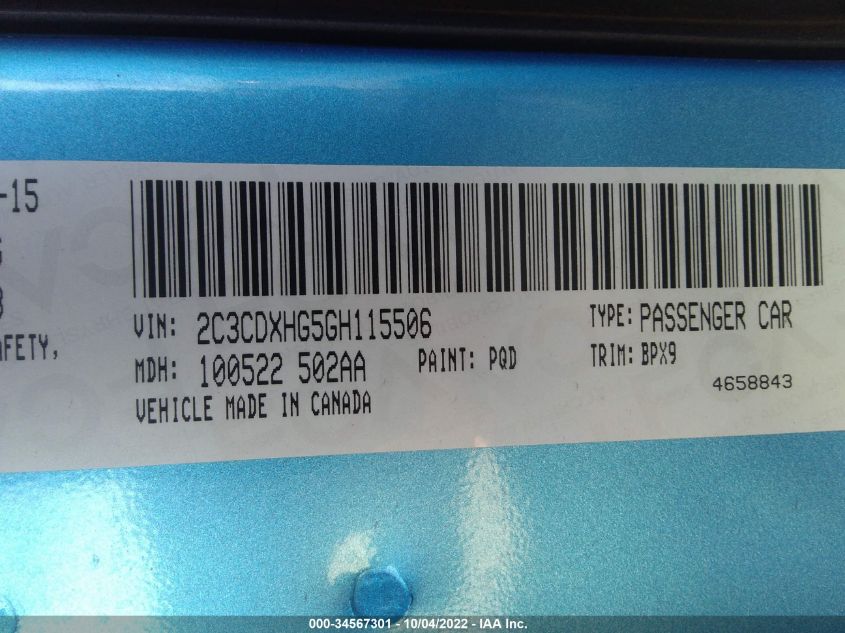 -15
AFETY,
VIN: 2C3CDXHG5GH115506
TYPE: PASSENGER CAR
MDH: 100522 502AA
PAINT: PQD
TRIM: BPX9
4658843
VEHICLE MADE IN CANADA
000-34567301 - 10/04/2022 - IAA Inc.